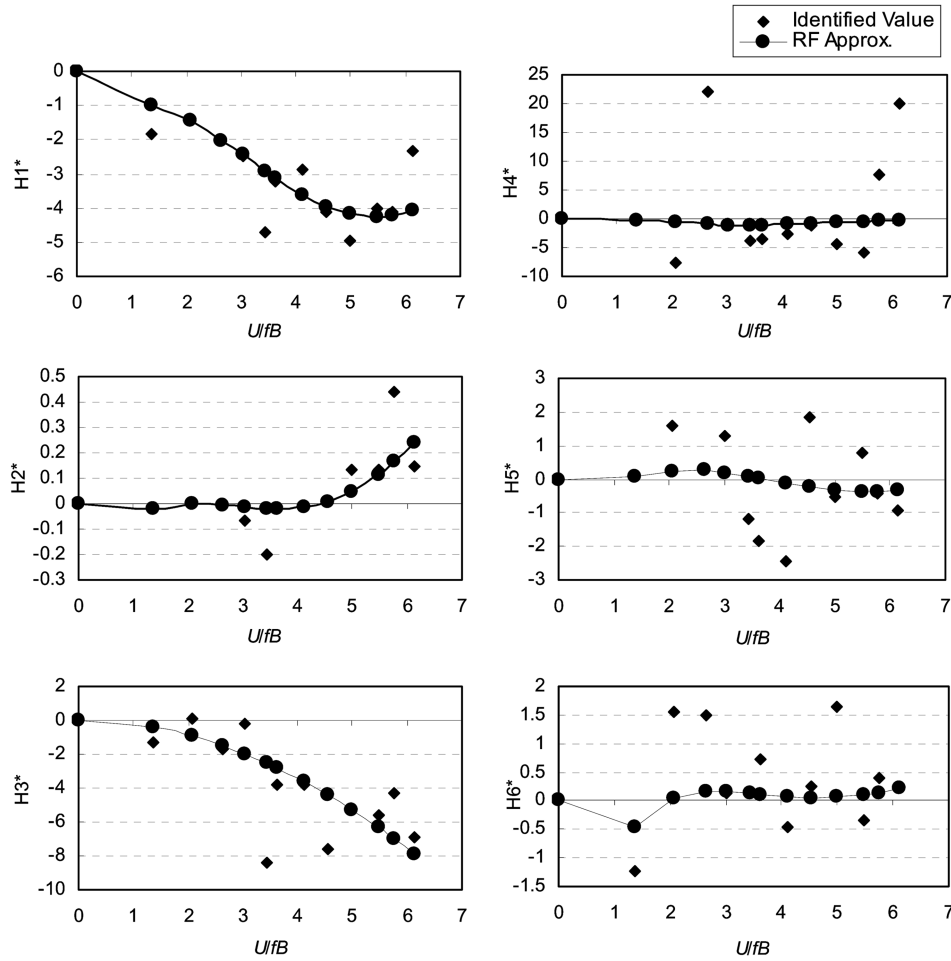 Identified Value
RF Approx.
H1*
0
-1
-2
-3
-4
-5
-6
0 1 2 3 4 5 6 7
U/fB
H4*
25
20
15
10
5
0
-5
-10
0 1 2 3 4 5 6 7
U/fB
H2*
0.5
0.4
0.3
0.2
0.1
0
-0.1
-0.2
-0.3
0 1 2 3 4 5 6 7
U/fB
H5*
3
2
1
0
-1
-2
-3
0 1 2 3 4 5 6 7
U/fB
H3*
2
0
-2
-4
-6
-8
-10
0 1 2 3 4 5 6 7
U/fB
H6*
2
1.5
1
0.5
0
-0.5
-1
-1.5
0 1 2 3 4 5 6 7
U/fB